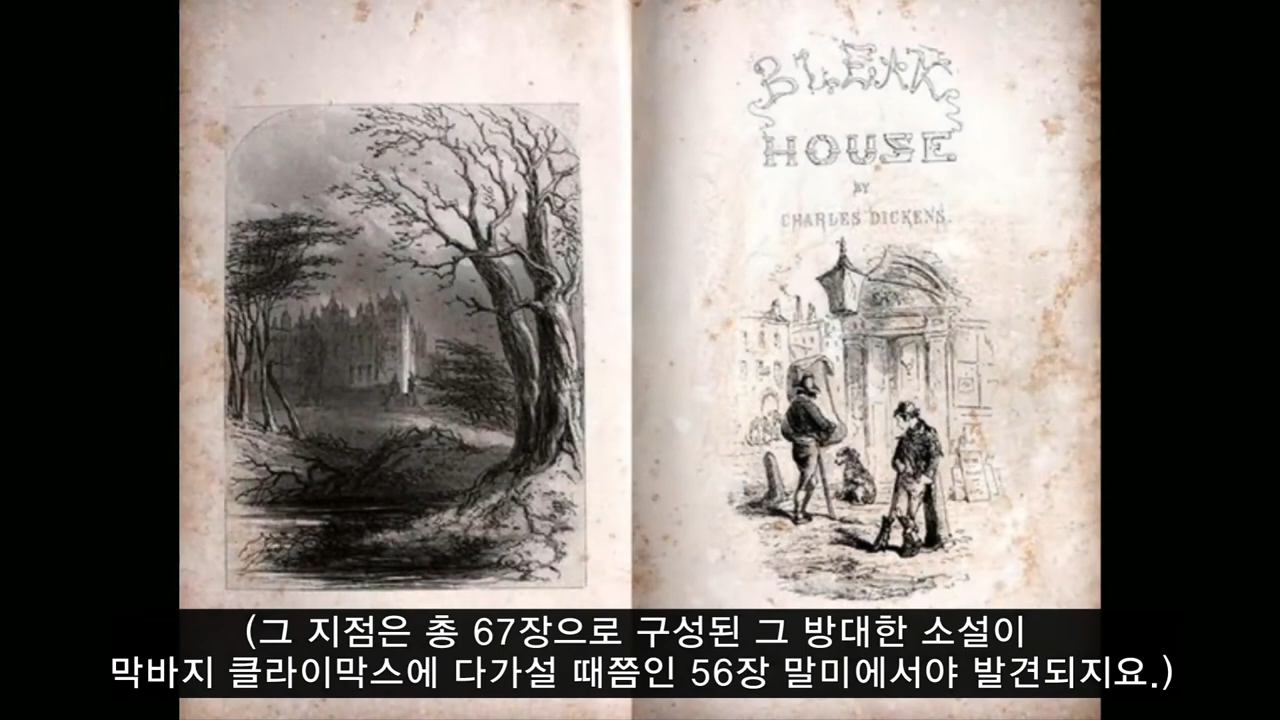 BLEAK
HOUSE
BY
CHARLES DICKENS.
(그 지점은 총 67장으로 구성된 그 방대한 소설이
막바지 클라이막스에 다가설 때쯤인 56장 말미에서야 발견되지요.)